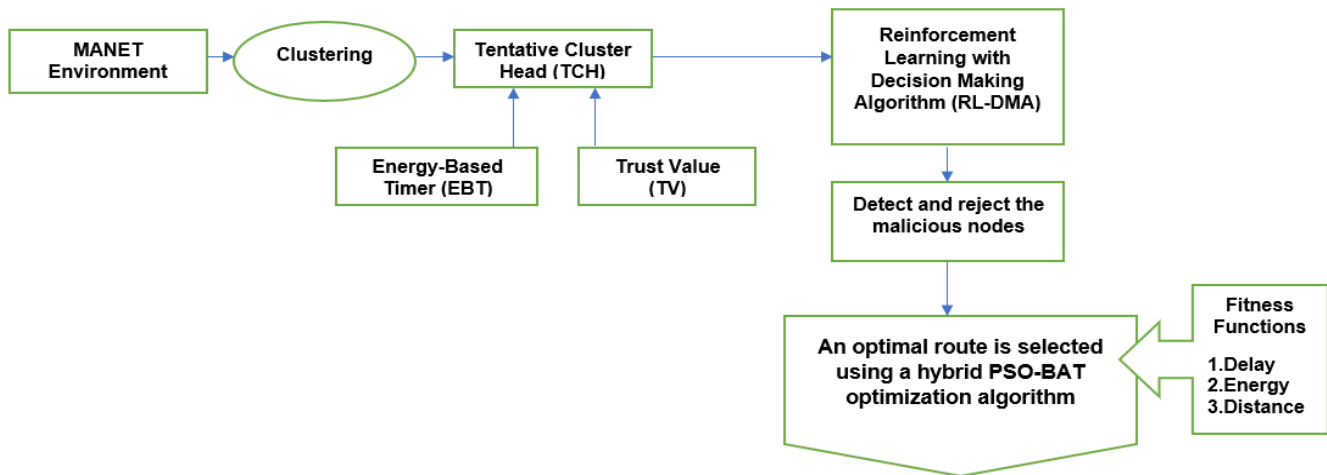 MANET
Environment
Clustering
Tentative Cluster
Head (TCH)
Reinforcement
Learning with
Decision Making
Algorithm (RL-DMA)
Energy-Based
Timer (EBT)
Trust Value
(TV)
Detect and reject the
malicious nodes
An optimal route is selected
using a hybrid PSO-BAT
optimization algorithm
Fitness
Functions
1.Delay
2.Energy
3.Distance